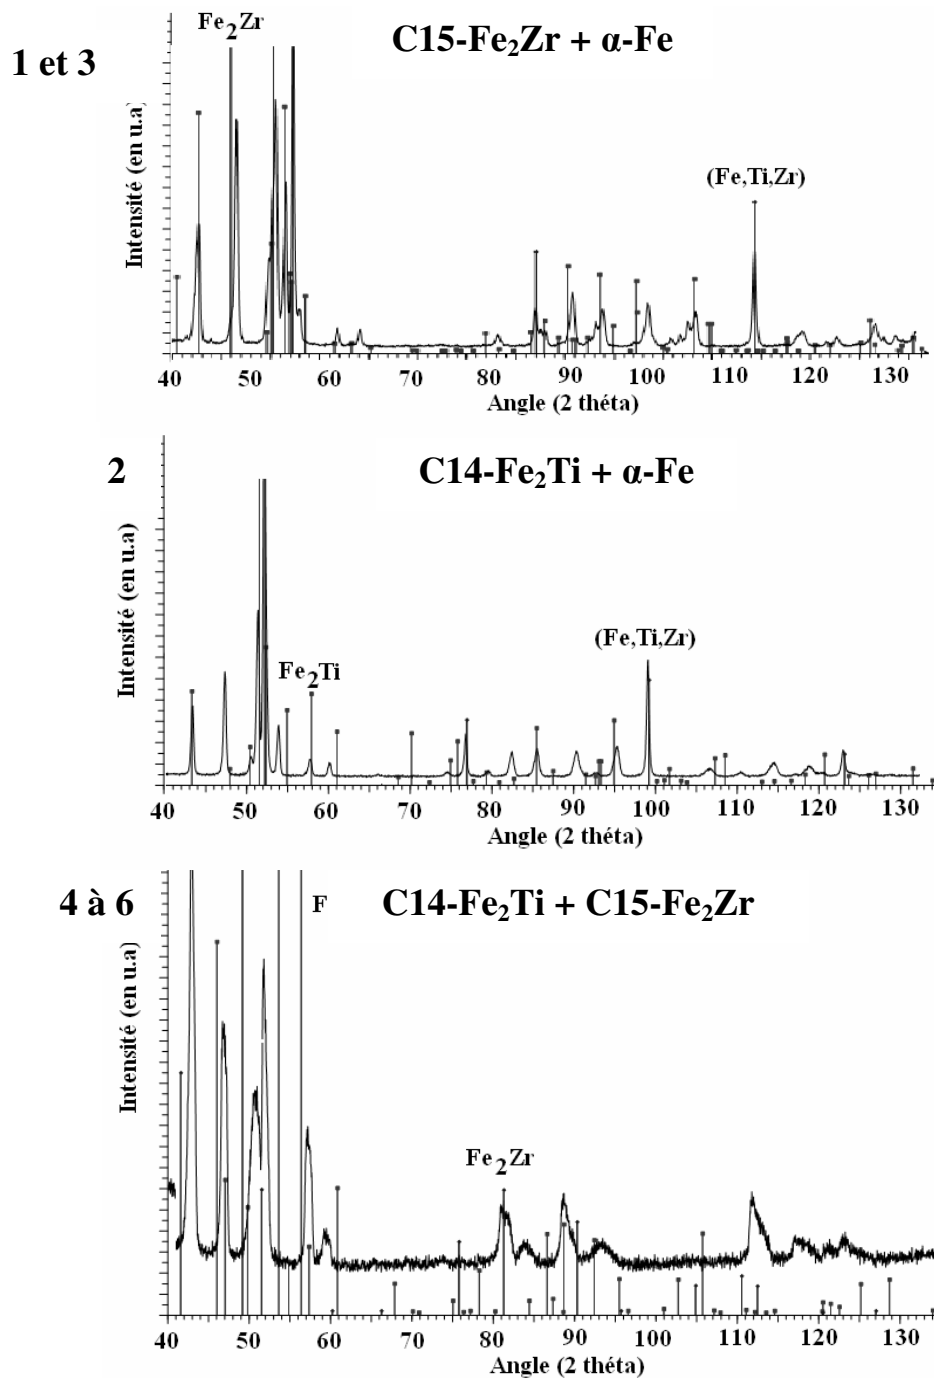 Fe₂Zr
C15-Fe₂Zr + α-Fe
1 et 3
Intensité (en u.a)
(Fe,Ti,Zr)
40 50 60 70 80 90 100 110 120 130
Angle (2 théta)
2
C14-Fe₂Ti + α-Fe
Intensité (en u.a)
Fe₂Ti
(Fe,Ti,Zr)
40 50 60 70 80 90 100 110 120 130
Angle (2 théta)
4 à 6
F
C14-Fe₂Ti + C15-Fe₂Zr
Intensité (en u.a)
Fe₂Zr
40 50 60 70 80 90 100 110 120 130
Angle (2 théta)